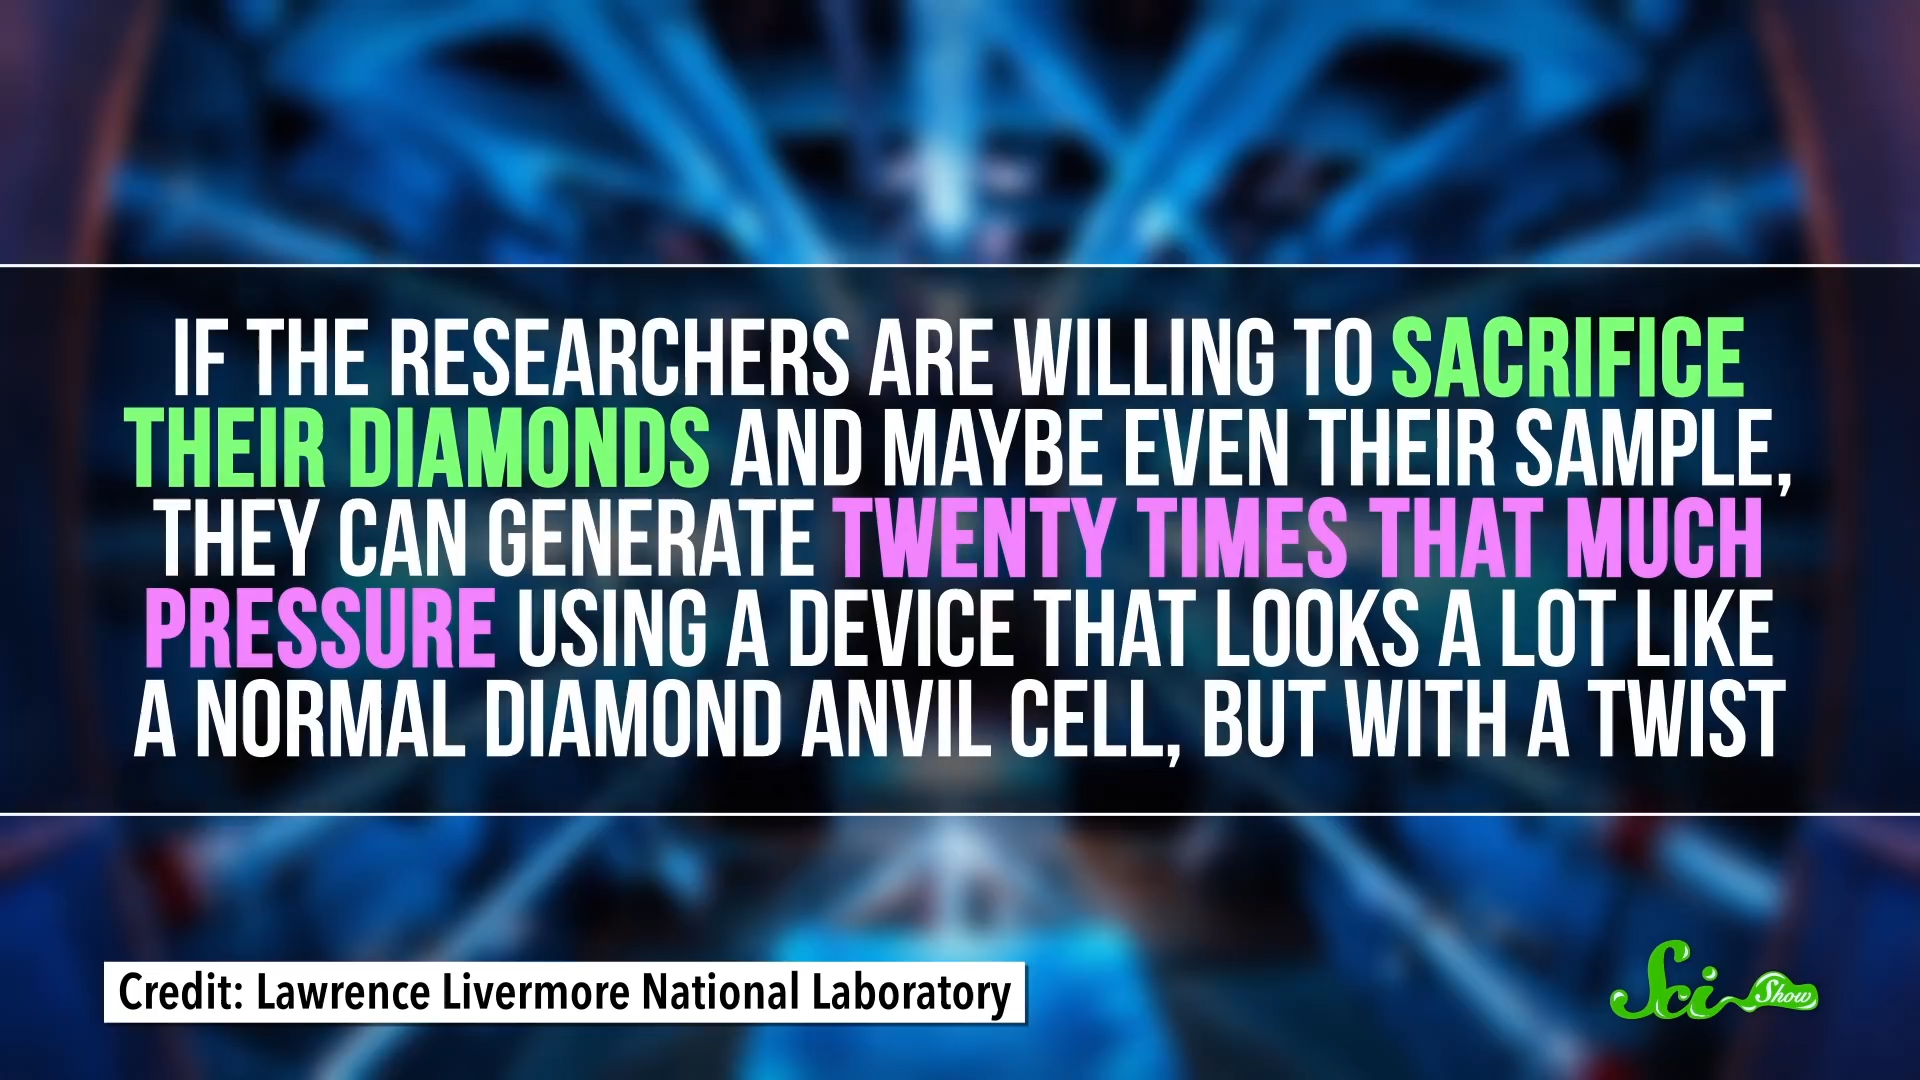 IF THE RESEARCHERS ARE WILLING TO SACRIFICE
THEIR DIAMONDS AND MAYBE EVEN THEIR SAMPLE,
THEY CAN GENERATE TWENTY TIMES THAT MUCH
PRESSURE USING A DEVICE THAT LOOKS A LOT LIKE
A NORMAL DIAMOND ANVIL CELL, BUT WITH A TWIST
Credit: Lawrence Livermore National Laboratory
Sci Show